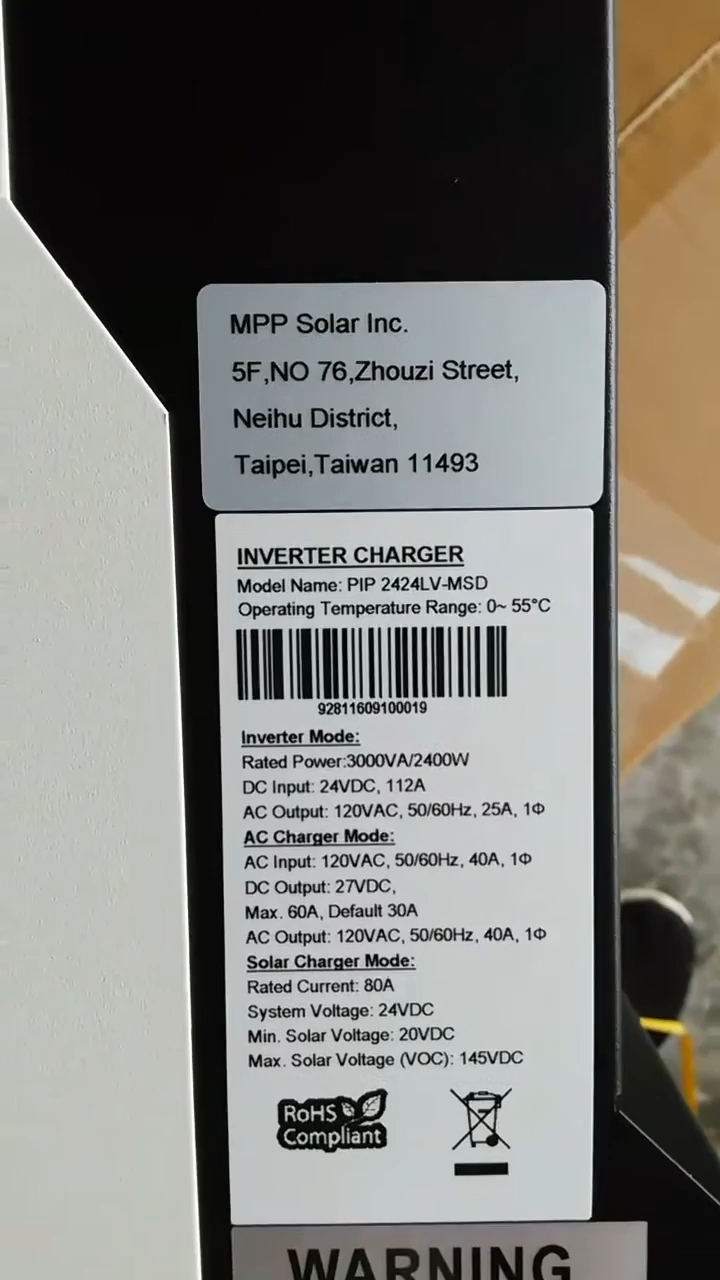 MPP Solar Inc.
5F,NO 76,Zhouzi Street,
Neihu District,
Taipei,Taiwan 11493
INVERTER CHARGER
Model Name: PIP 2424LV-MSD
Operating Temperature Range: 0~ 55°C
92811609100019
Inverter Mode:
Rated Power:3000VA/2400W
DC Input: 24VDC, 112A
AC Output: 120VAC, 50/60Hz, 25A, 1Φ
AC Charger Mode:
AC Input: 120VAC, 50/60Hz, 40A, 1Φ
DC Output: 27VDC,
Max. 60A, Default 30A
AC Output: 120VAC, 50/60Hz, 40A, 1Φ
Solar Charger Mode:
Rated Current: 80A
System Voltage: 24VDC
Min. Solar Voltage: 20VDC
Max. Solar Voltage (VOC): 145VDC
RoHS
Compliant
WARNING